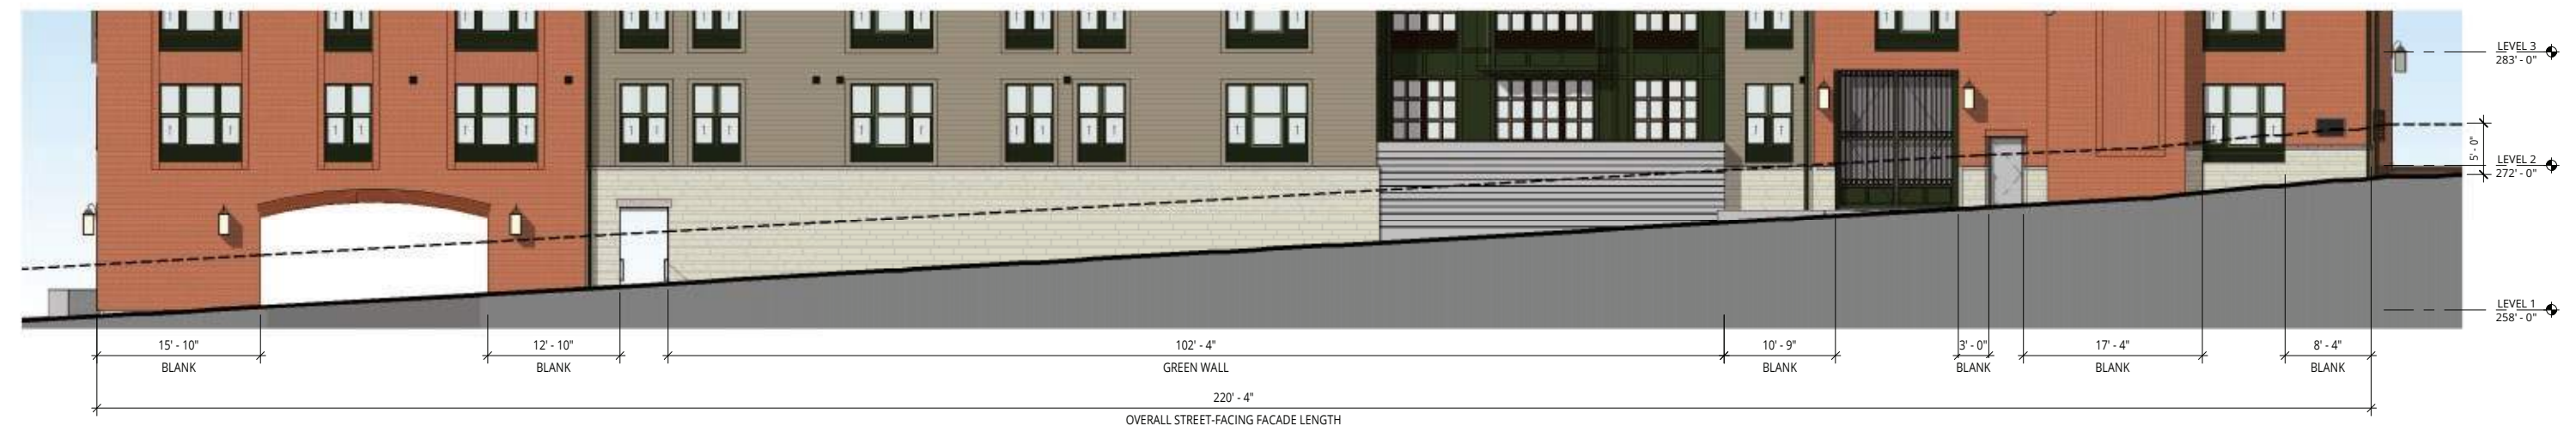 LEVEL 3
283' - 0"
5' - 0"
LEVEL 2
272' - 0"
LEVEL 1
258' - 0"
15' - 10"
BLANK
12' - 10"
BLANK
102' - 4"
GREEN WALL
10' - 9"
BLANK
3' - 0"
BLANK
17' - 4"
BLANK
8' - 4"
BLANK
220' - 4"
OVERALL STREET-FACING FACADE LENGTH